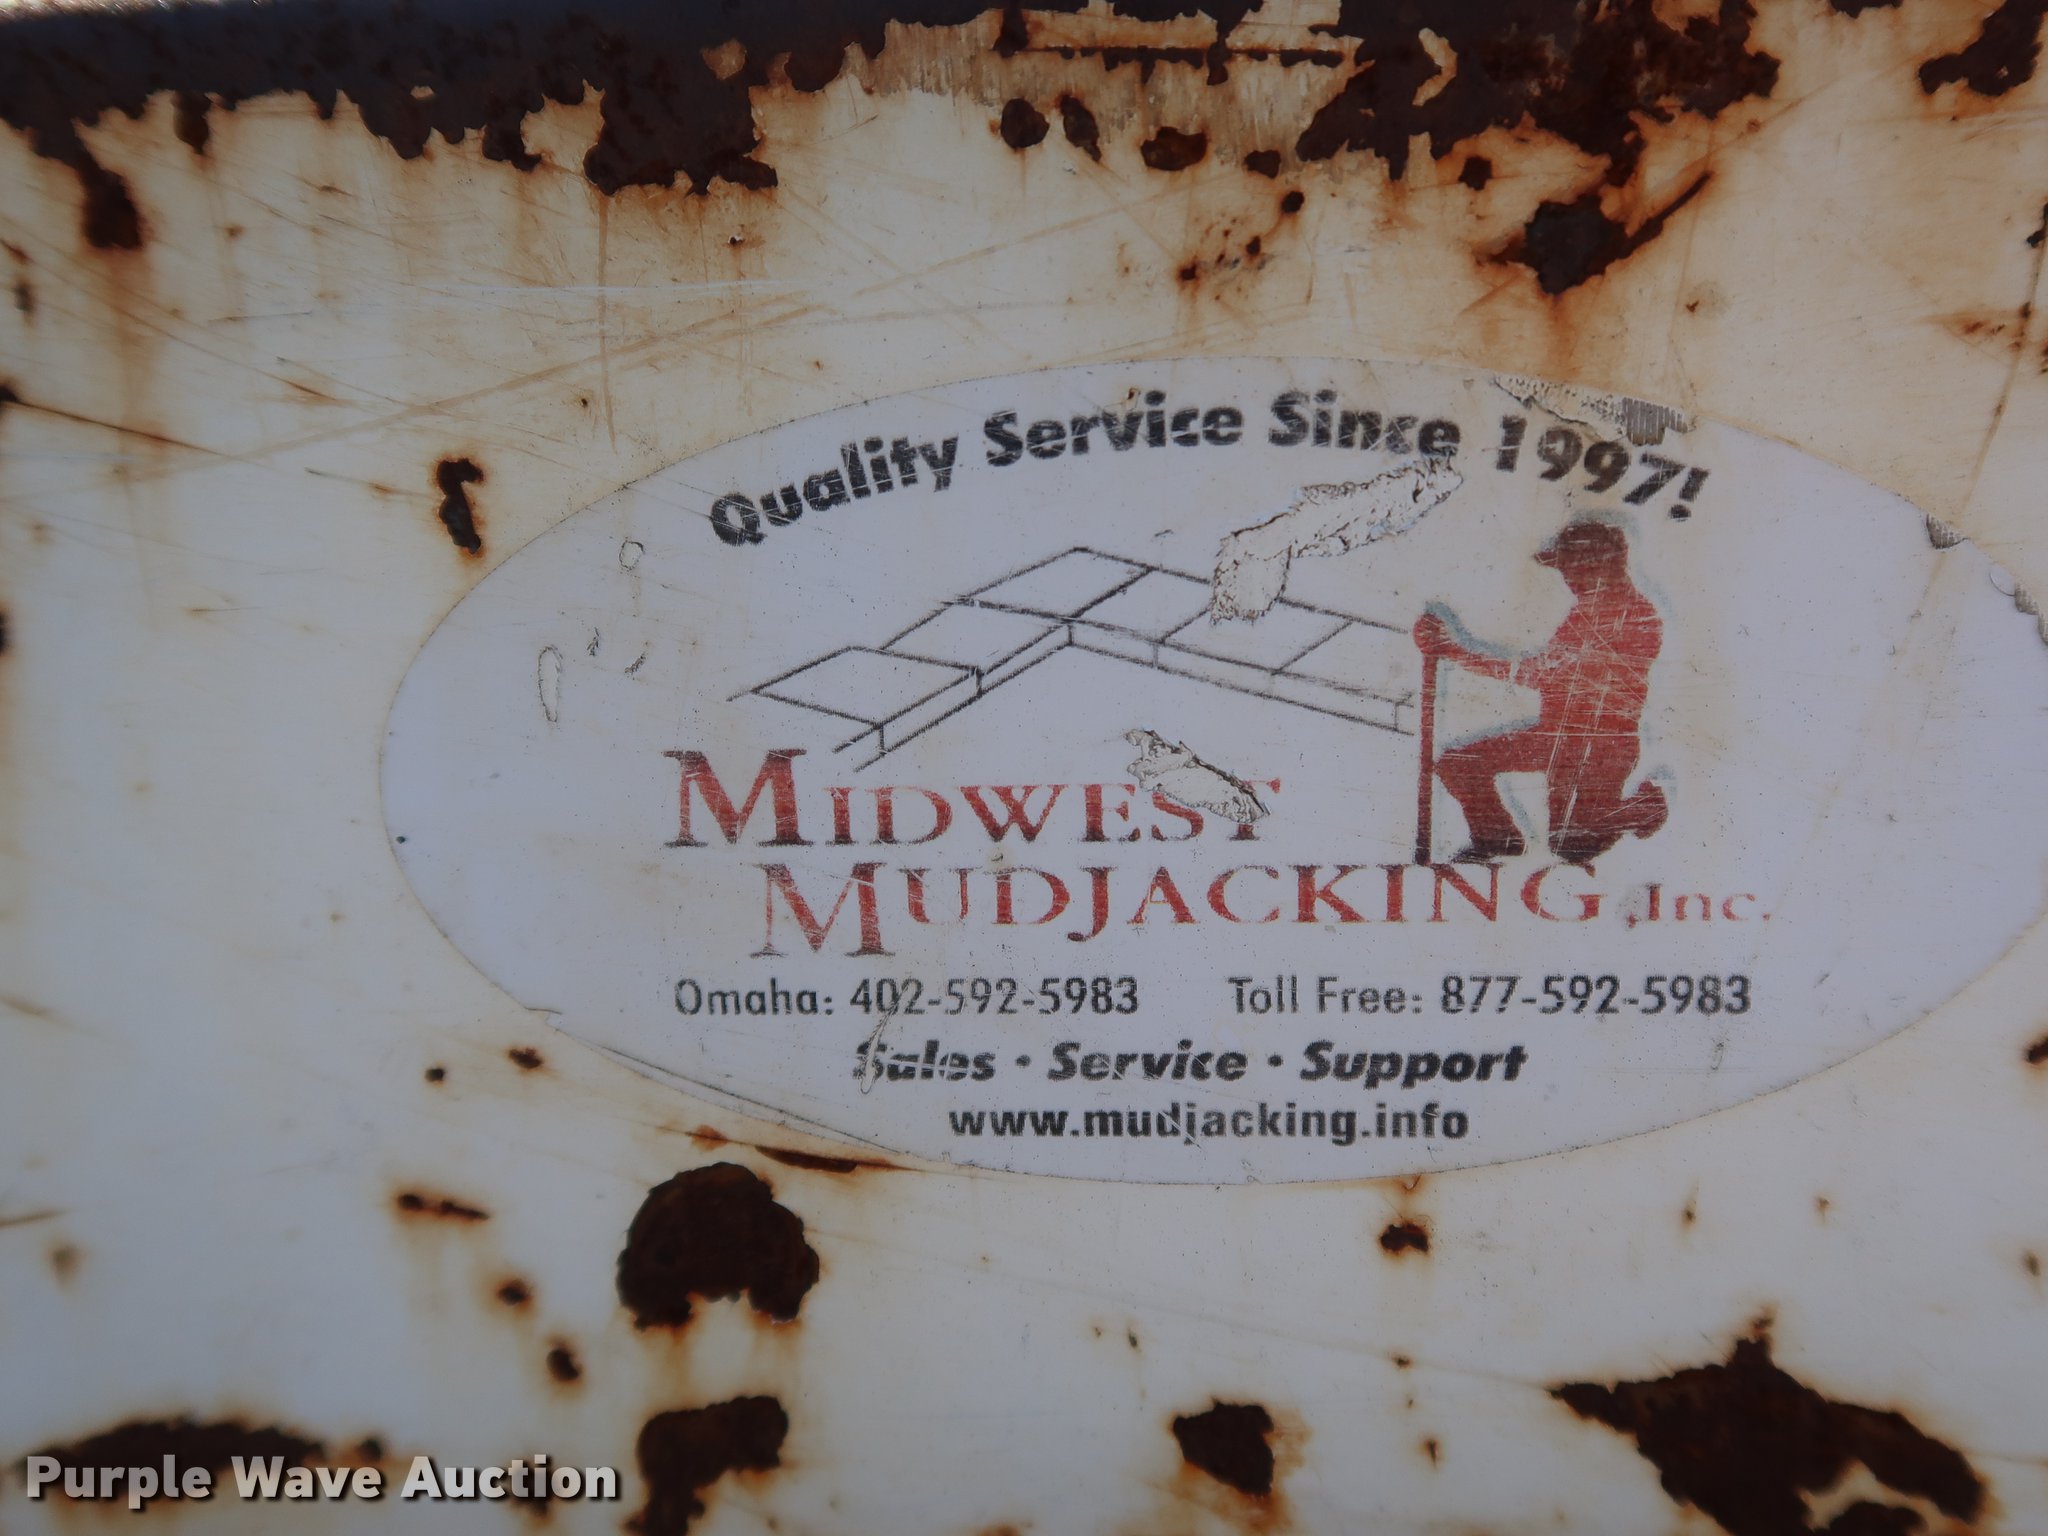 Quality Service Since 1997!
MIDWEST
MUDJACKING, Inc.
Omaha: 402-592-5983 Toll Free: 877-592-5983
Sales • Service • Support
www.mudjacking.info
Purple Wave Auction